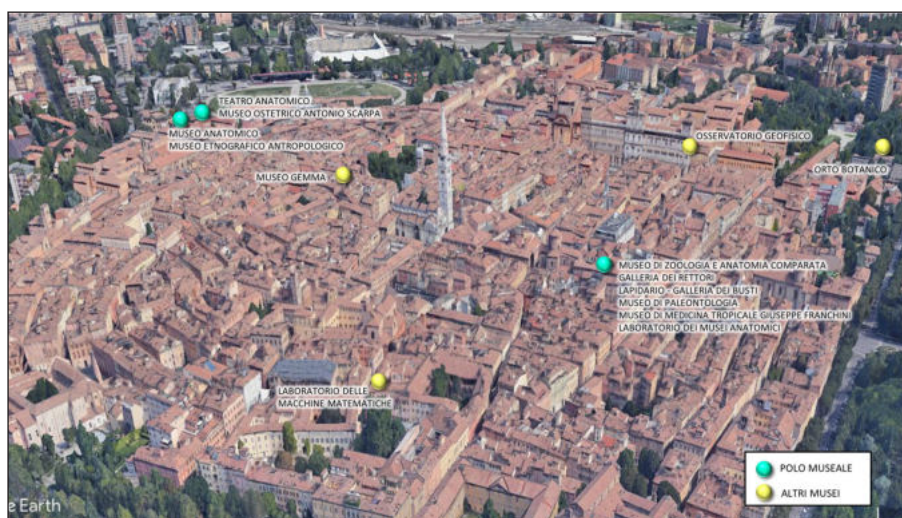 TEATRO ANATOMICO
MUSEO OSTETRICO ANTONIO SCARPA
MUSEO ANATOMICO
MUSEO ETNOGRAFICO ANTROPOLOGICO
MUSEO GEMMA
OSSERVATORIO GEOFISICO
ORTO BOTANICO
MUSEO DI ZOOLOGIA E ANATOMIA COMPARATA
GALLERIA DEI RETTORI
LAPIDARIO - GALLERIA DEI BUSTI
MUSEO DI PALEONTOLOGIA
MUSEO DI MEDICINA TROPICALE GIUSEPPE FRANCHINI
LABORATORIO DEI MUSEI ANATOMICI
LABORATORIO DELLE
MACCHINE MATEMATICHE
POLO MUSEALE
ALTRI MUSEI
e Earth